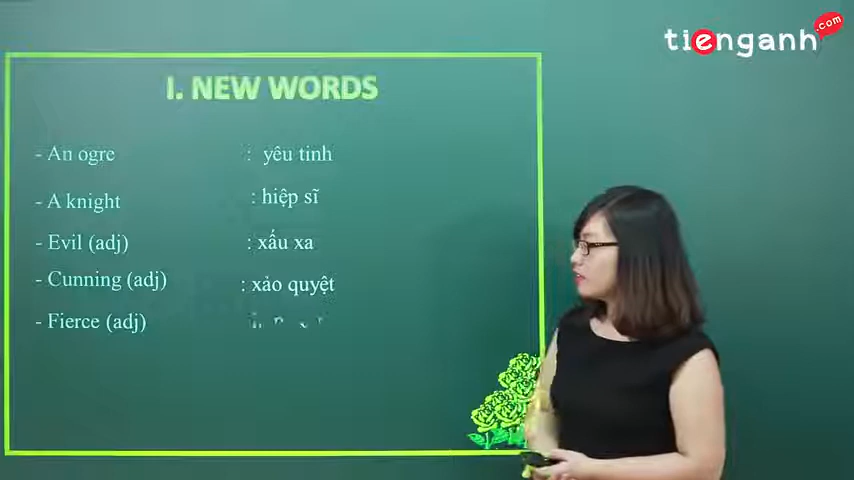 tienganh.com
I. NEW WORDS
- An ogre : yêu tinh
- A knight : hiệp sĩ
- Evil (adj) : xấu xa
- Cunning (adj) : xảo quyệt
- Fierce (adj)